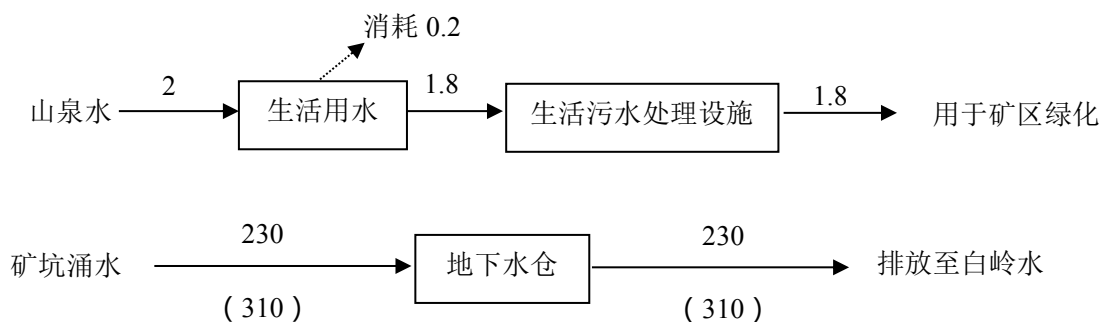 消耗 0.2
山泉水
2
生活用水
1.8
生活污水处理设施
1.8
用于矿区绿化
矿坑涌水
230
(310)
地下水仓
230
(310)
排放至白岭水